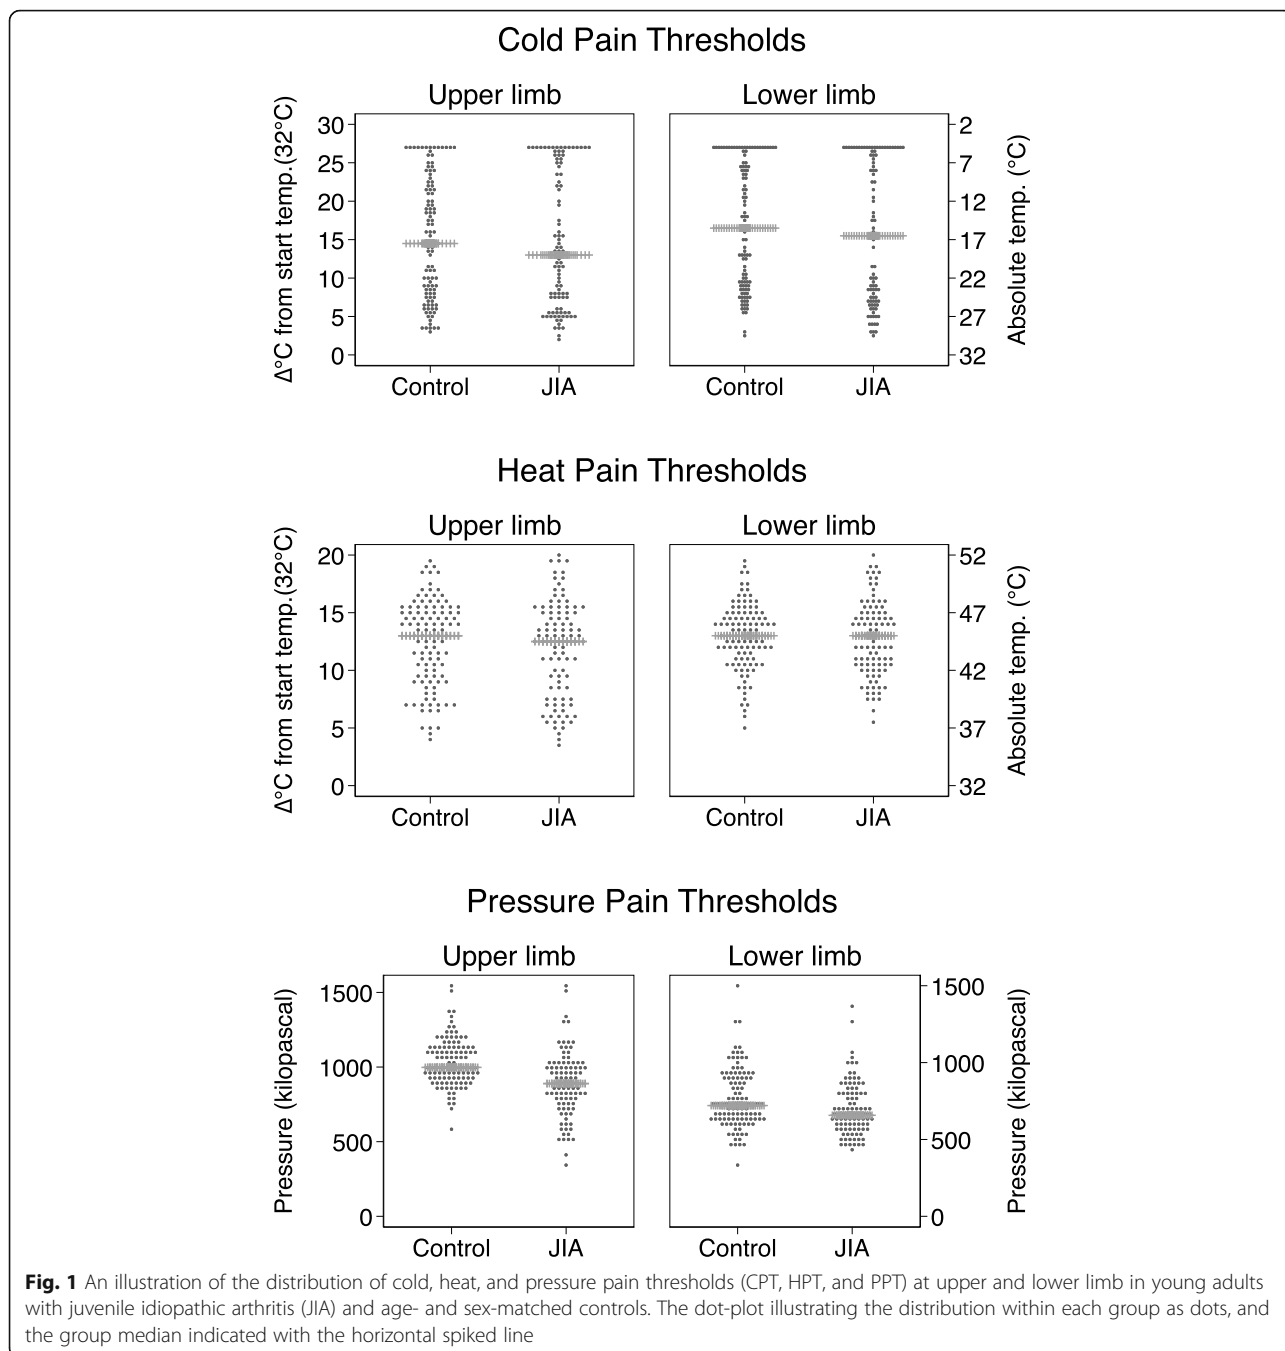 Cold Pain Thresholds
Upper limb
Lower limb
Δ°C from start temp.(32°C)
30
25
20
15
10
5
0
2
7
12
17
22
27
32
Absolute temp. (°C)
Control
JIA
Control
JIA
Heat Pain Thresholds
Upper limb
Lower limb
Δ°C from start temp.(32°C)
20
15
10
5
0
52
47
42
37
32
Absolute temp. (°C)
Control
JIA
Control
JIA
Pressure Pain Thresholds
Upper limb
Lower limb
Pressure (kilopascal)
1500
1000
500
0
1500
1000
500
0
Pressure (kilopascal)
Control
JIA
Control
JIA
Fig. 1 An illustration of the distribution of cold, heat, and pressure pain thresholds (CPT, HPT, and PPT) at upper and lower limb in young adults
with juvenile idiopathic arthritis (JIA) and age- and sex-matched controls. The dot-plot illustrating the distribution within each group as dots, and
the group median indicated with the horizontal spiked line